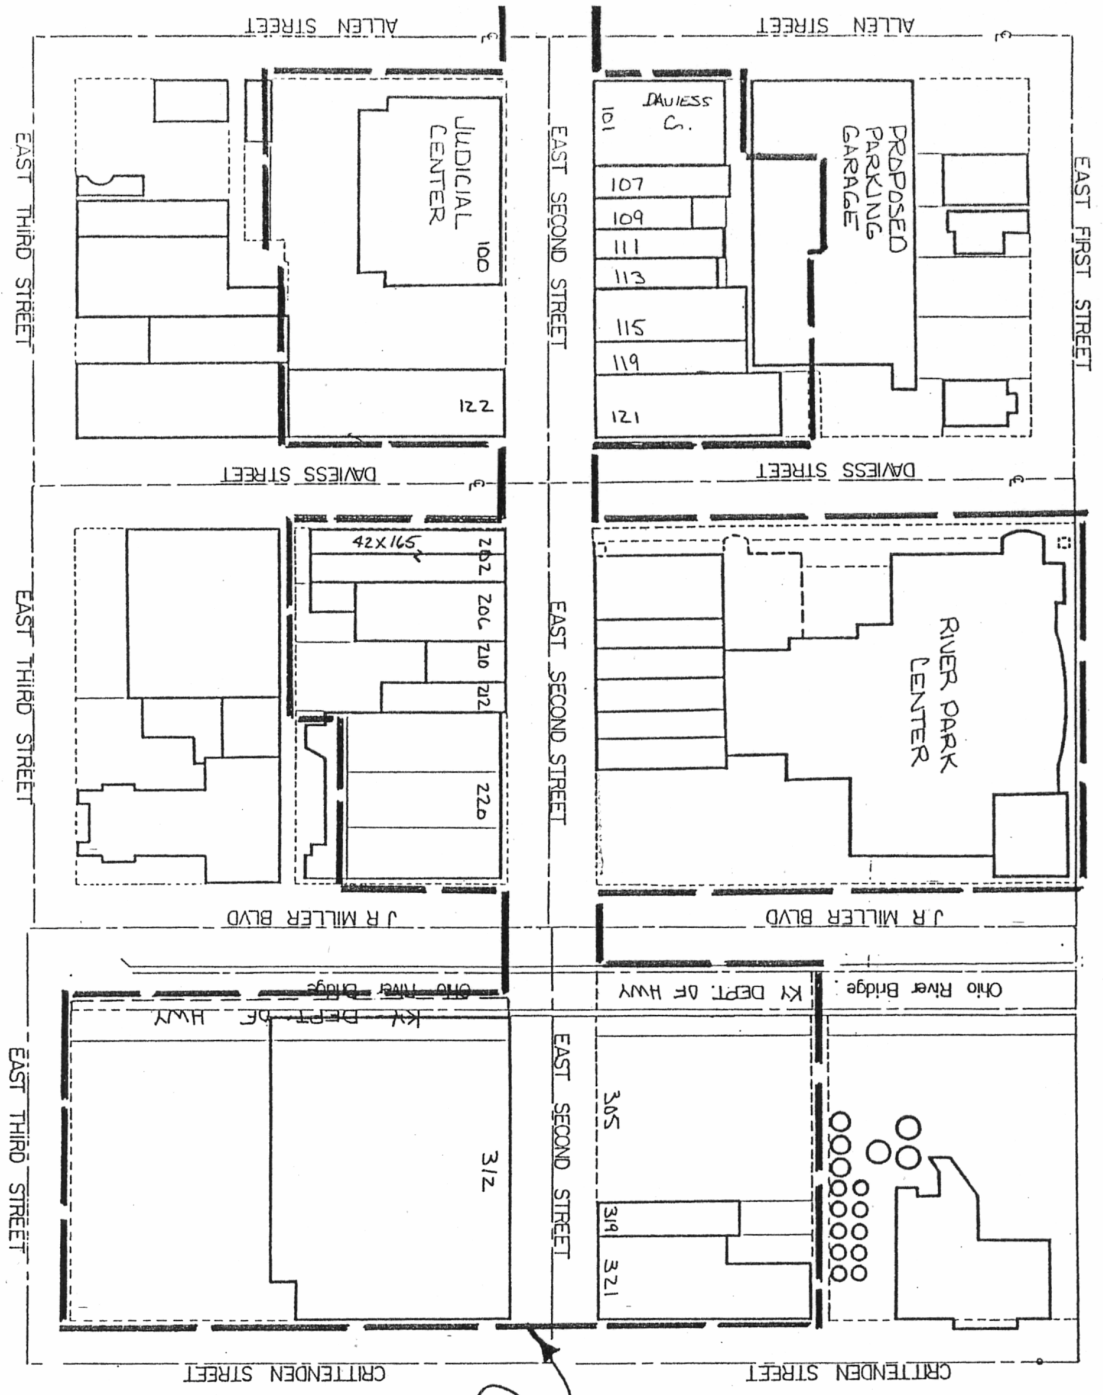 ALLEN STREET
ALLEN STREET
℄
℄
EAST THIRD STREET
JUDICIAL
CENTER
100
EAST SECOND STREET
101
DAVIESS
Co.
107
109
111
113
115
119
121
PROPOSED
PARKING
GARAGE
EAST FIRST STREET
122
DAVIESS STREET
DAVIESS STREET
℄
℄
EAST THIRD STREET
42X165
202
206
210
212
220
EAST SECOND STREET
RIVER PARK
CENTER
J.R. MILLER BLVD
J.R. MILLER BLVD
Ohio River Bridge
KY DEPT. OF HWY
KY DEPT. OF HWY
Ohio River Bridge.
EAST THIRD STREET
312
EAST SECOND STREET
305
319
321
CRITTENDEN STREET
CRITTENDEN STREET